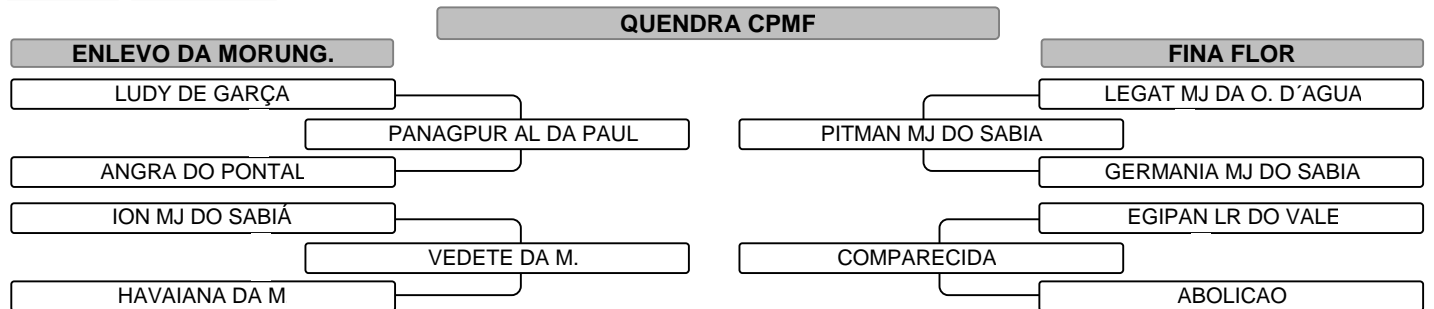 QUENDRA CPMF
ENLEVO DA MORUNG.
FINA FLOR
LUDY DE GARÇA
LEGAT MJ DA O. D´AGUA
PANAGPUR AL DA PAUL
PITMAN MJ DO SABIA
ANGRA DO PONTAL
GERMANIA MJ DO SABIA
ION MJ DO SABIÁ
EGIPAN LR DO VALE
VEDETE DA M.
COMPARECIDA
HAVAIANA DA M
ABOLICAO